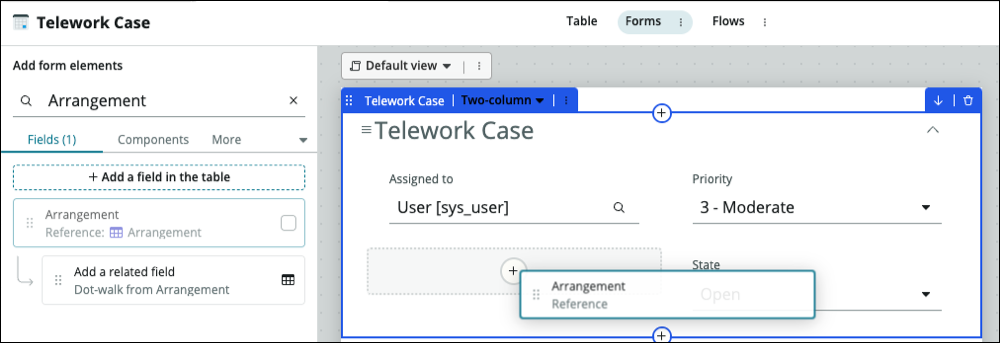 Telework Case
Table
Forms
Flows
Add form elements
Default view
Arrangement
Telework Case
Two-column
Fields (1)
Components
More
Telework Case
+ Add a field in the table
Assigned to
Priority
User [sys_user]
3 - Moderate
Arrangement
Reference: Arrangement
Add a related field
Dot-walk from Arrangement
State
Open
Arrangement
Reference